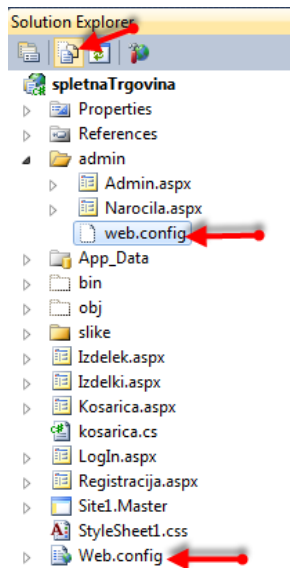 Solution Explorer
spletnaTrgovina
Properties
References
admin
Admin.aspx
Narocila.aspx
web.config
App_Data
bin
obj
slike
Izdelek.aspx
Izdelki.aspx
Kosarica.aspx
kosarica.cs
LogIn.aspx
Registracija.aspx
Site1.Master
StyleSheet1.css
Web.config